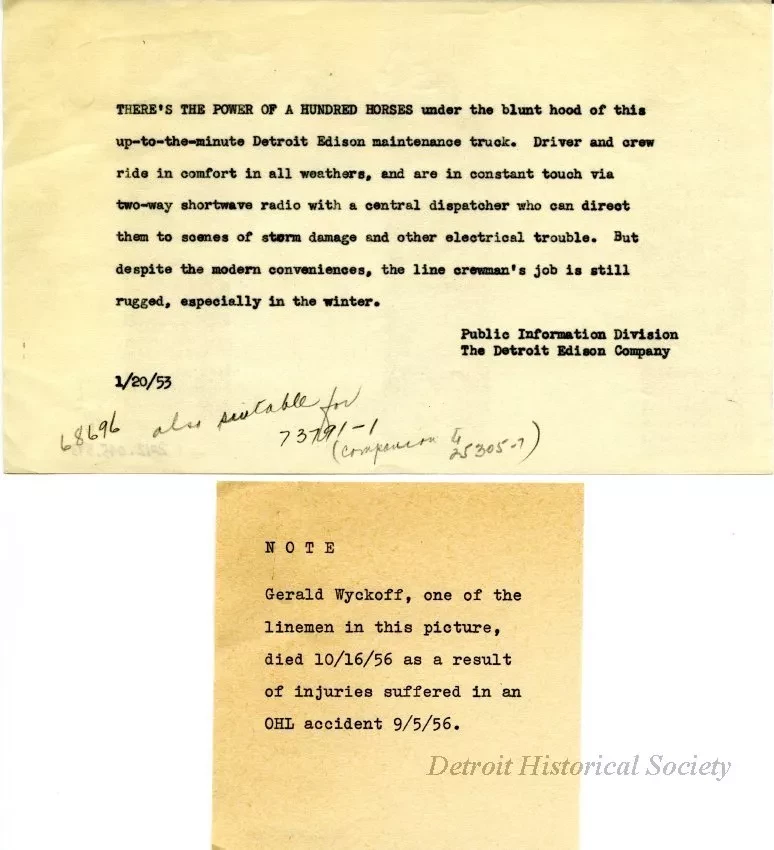 THERE'S THE POWER OF A HUNDRED HORSES under the blunt hood of this
up-to-the-minute Detroit Edison maintenance truck. Driver and crew
ride in comfort in all weathers, and are in constant touch via
two-way shortwave radio with a central dispatcher who can direct
them to scenes of storm damage and other electrical trouble. But
despite the modern conveniences, the line crewman's job is still
rugged, especially in the winter.
Public Information Division
The Detroit Edison Company
1/20/53
68696 also suitable for
(companion to
25305-7)
N O T E
Gerald Wyckoff, one of the
linemen in this picture,
died 10/16/56 as a result
of injuries suffered in an
OHL accident 9/5/56.
Detroit Historical Society